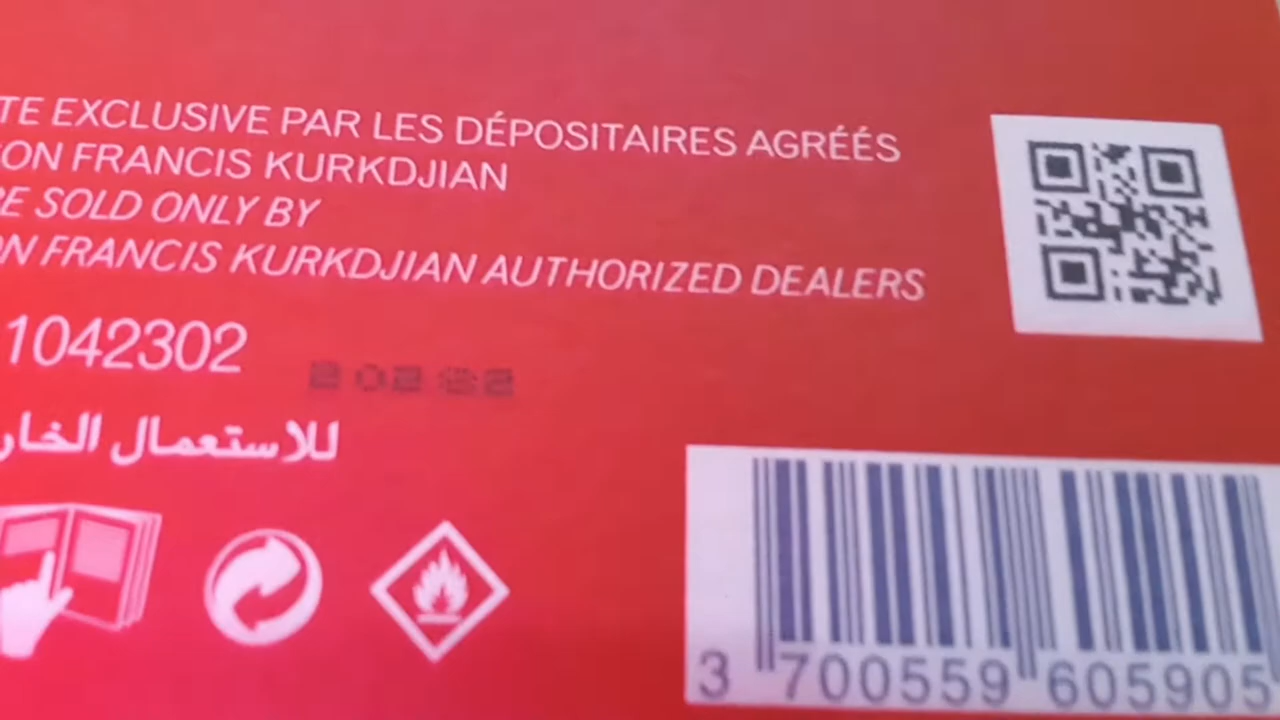 TE EXCLUSIVE PAR LES DÉPOSITAIRES AGRÉÉS
ON FRANCIS KURKDJIAN
RE SOLD ONLY BY
ON FRANCIS KURKDJIAN AUTHORIZED DEALERS
1042302
للاستعمال الخار
3 700559 605905